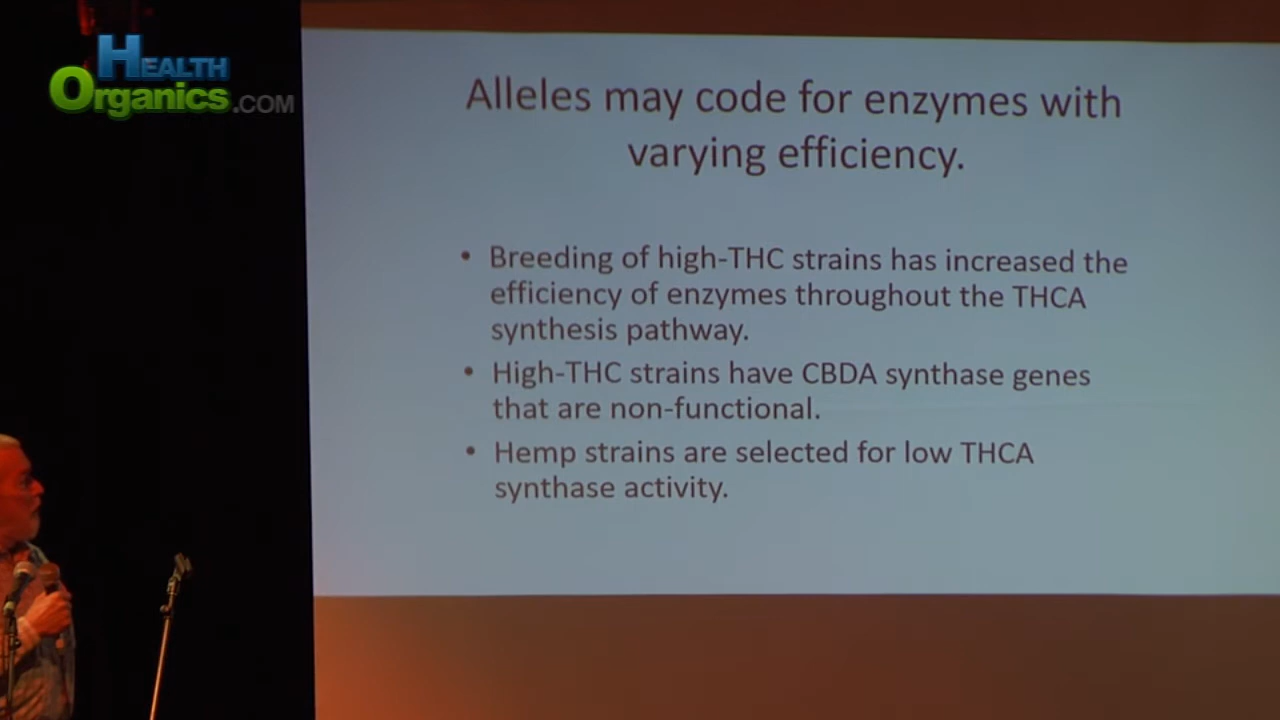 HEALTH
Organics.COM
Alleles may code for enzymes with
varying efficiency.
• Breeding of high-THC strains has increased the
efficiency of enzymes throughout the THCA
synthesis pathway.
• High-THC strains have CBDA synthase genes
that are non-functional.
• Hemp strains are selected for low THCA
synthase activity.